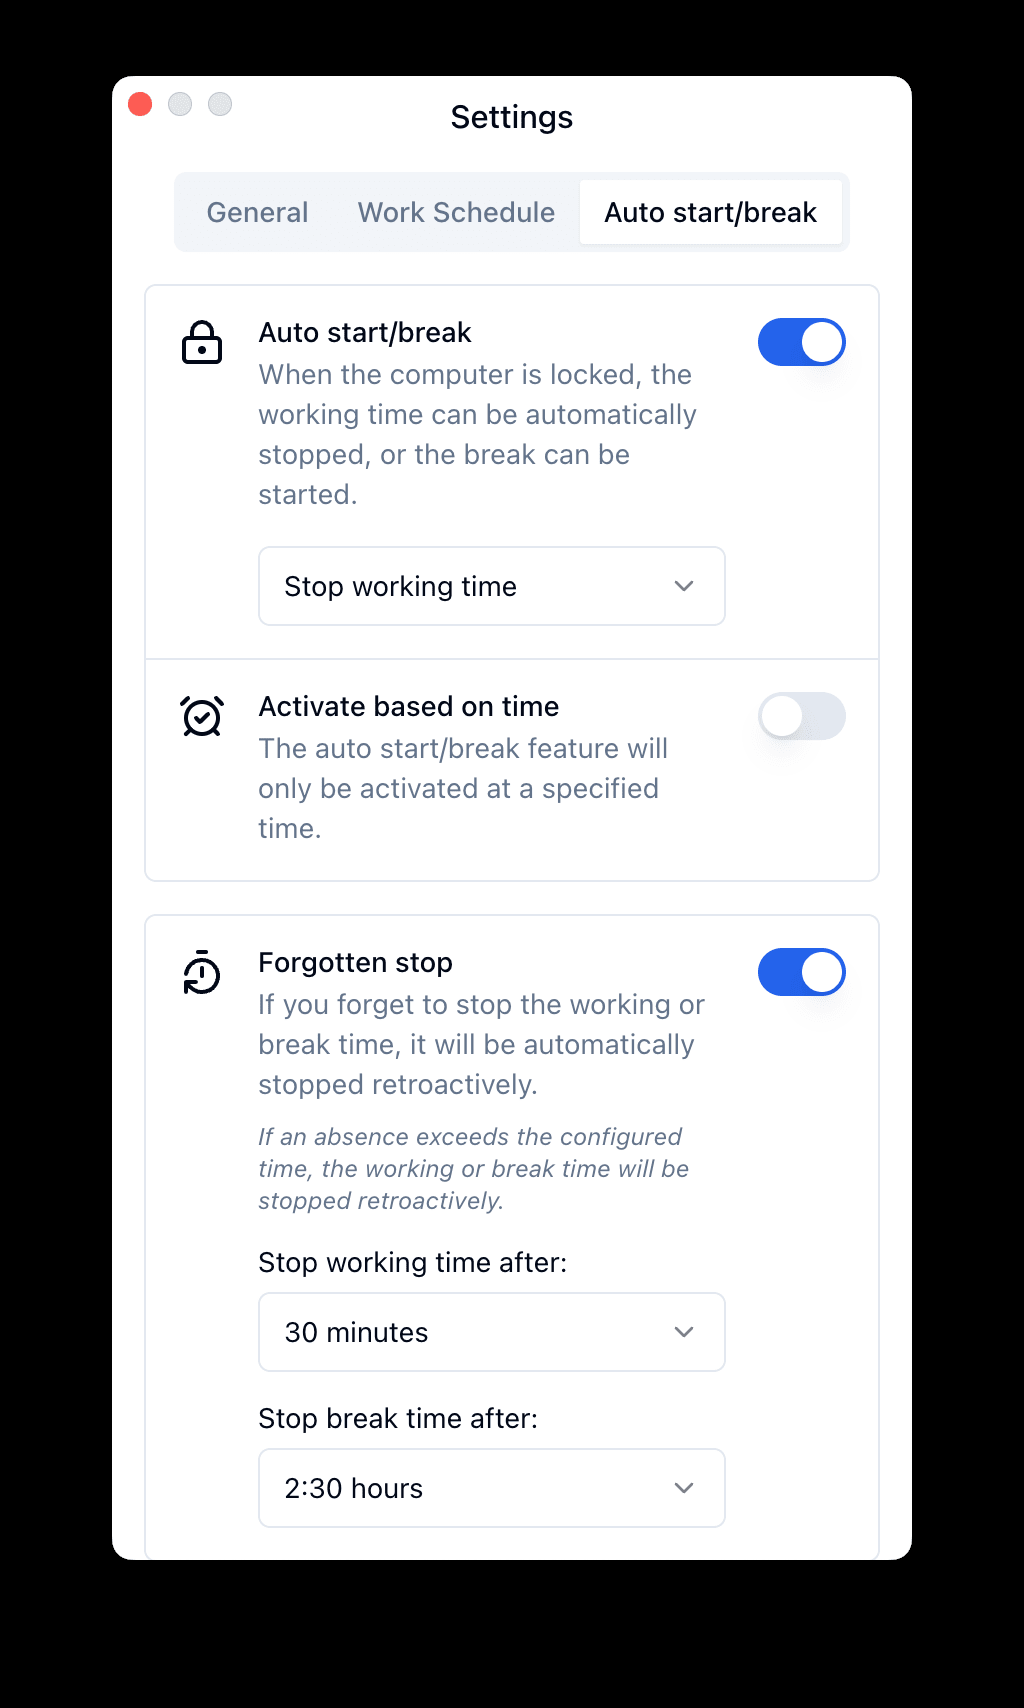 Settings
General Work Schedule Auto start/break
Auto start/break
When the computer is locked, the
working time can be automatically
stopped, or the break can be
started.
Stop working time
Activate based on time
The auto start/break feature will
only be activated at a specified
time.
Forgotten stop
If you forget to stop the working or
break time, it will be automatically
stopped retroactively.
If an absence exceeds the configured
time, the working or break time will be
stopped retroactively.
Stop working time after:
30 minutes
Stop break time after:
2:30 hours